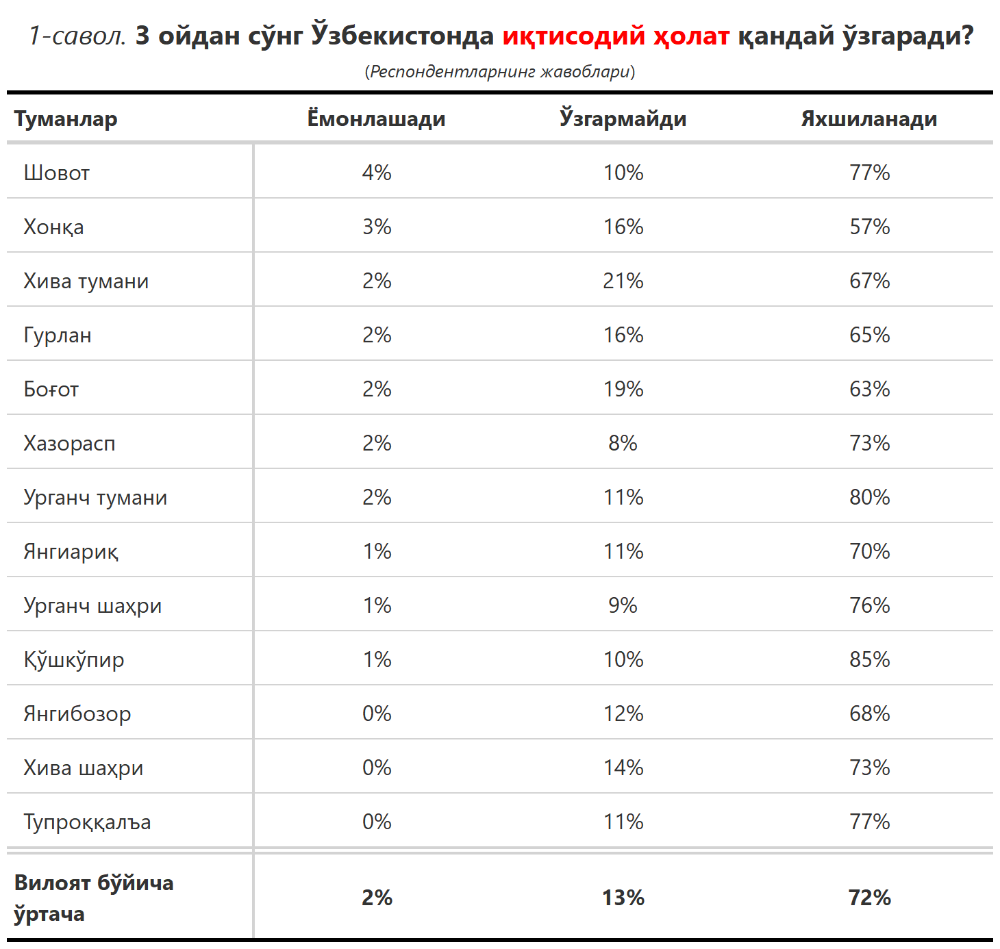 1-савол. 3 ойдан сўнг Ўзбекистонда иқтисодий ҳолат қандай ўзгаради?
(Респондентларнинг жавоблари)
Туманлар Ёмонлашади Ўзгармайди Яхшиланади
Шовот 4% 10% 77%
Хонқа 3% 16% 57%
Хива тумани 2% 21% 67%
Гурлан 2% 16% 65%
Боғот 2% 19% 63%
Хазорасп 2% 8% 73%
Урганч тумани 2% 11% 80%
Янгиариқ 1% 11% 70%
Урганч шаҳри 1% 9% 76%
Қўшкўпир 1% 10% 85%
Янгибозор 0% 12% 68%
Хива шаҳри 0% 14% 73%
Тупроққалъа 0% 11% 77%
Вилоят бўйича
ўртача 2% 13% 72%